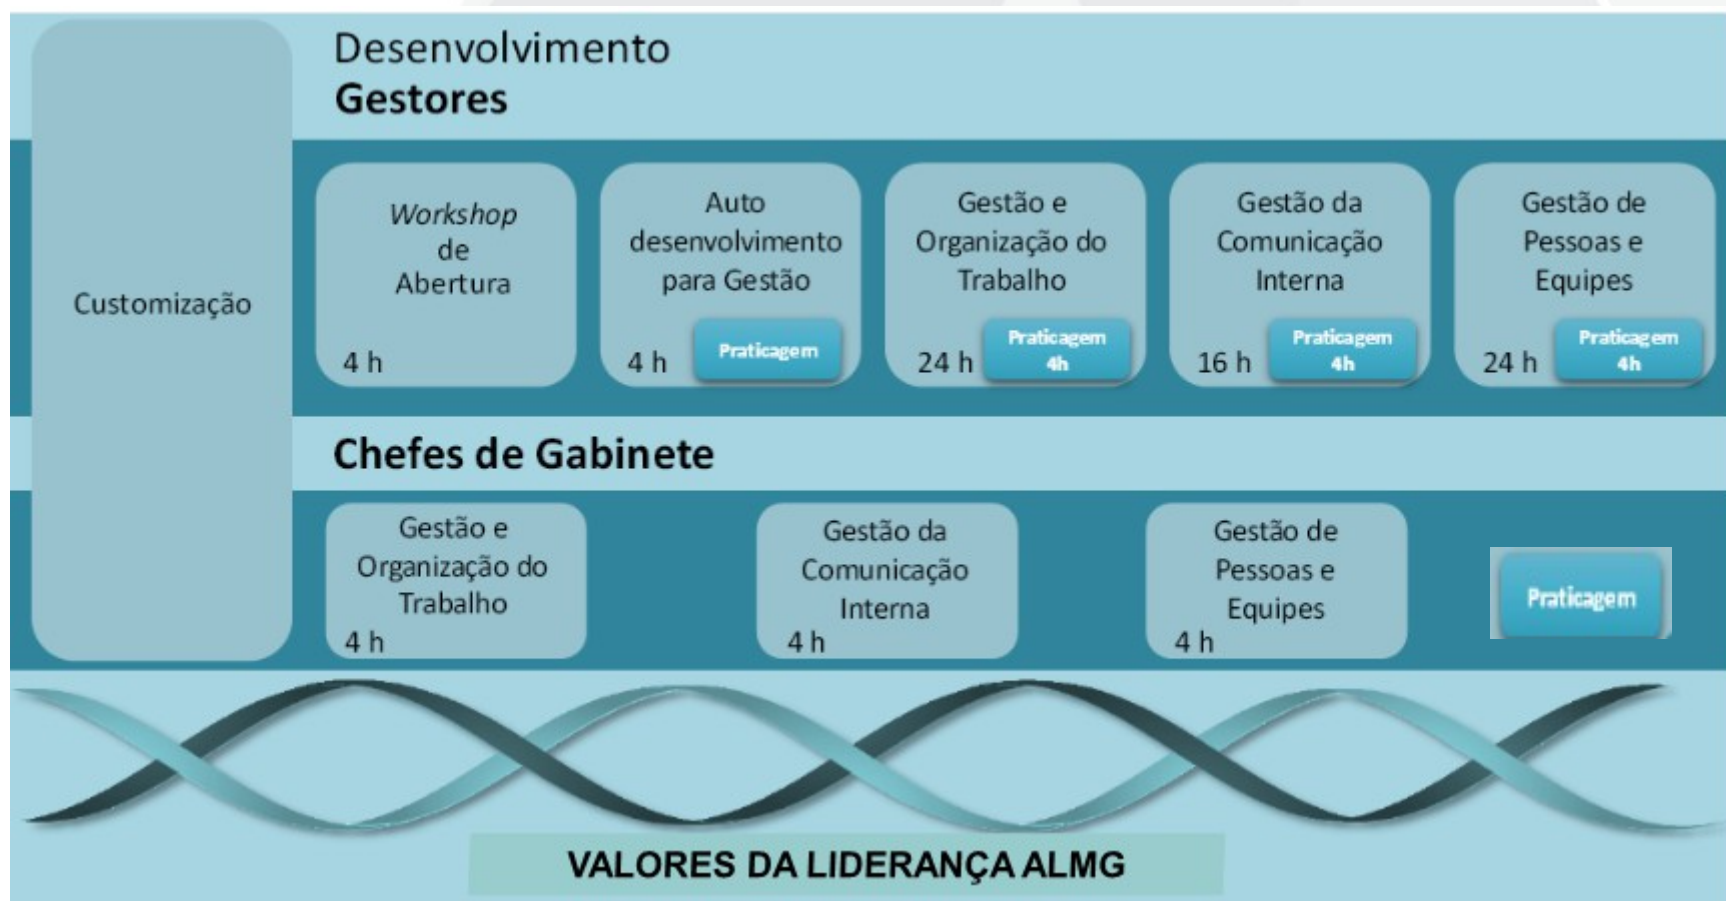 Desenvolvimento
Gestores
Customização
Workshop
de
Abertura
4 h
Auto
desenvolvimento
para Gestão
4 h
Praticagem
Gestão e
Organização do
Trabalho
24 h
Praticagem
4h
Gestão da
Comunicação
Interna
16 h
Praticagem
4h
Gestão de
Pessoas e
Equipes
24 h
Praticagem
4h
Chefes de Gabinete
Gestão e
Organização do
Trabalho
4 h
Gestão da
Comunicação
Interna
4 h
Gestão de
Pessoas e
Equipes
4 h
Praticagem
VALORES DA LIDERANÇA ALMG